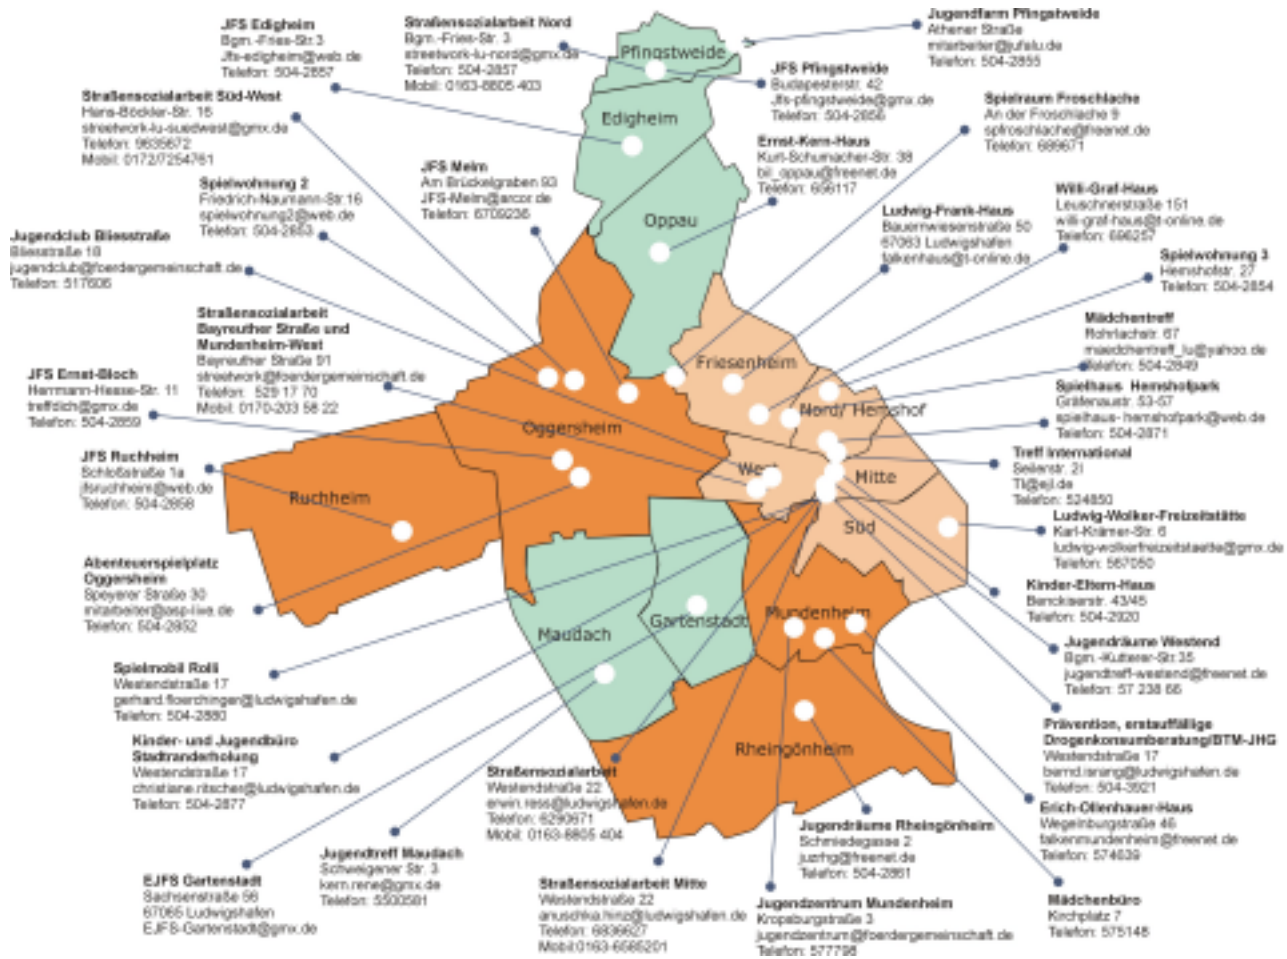 JFS Edigheim
Bgm.-Fries-Str.3
Jfs-edigheim@web.de
Telefon: 504-2857
Straßensozialarbeit Nord
Bgm.-Fries-Str. 3
streetwork-lu-nord@gmx.de
Telefon: 504-2857
Mobil: 0163-8805 403
Jugendfarm Pfingstweide
Athener Straße
mitarbeiter@jufalu.de
Telefon: 504-2855
JFS Pfingstweide
Budapesterstr. 42
Jfs-pfingstweide@gmx.de
Telefon: 504-2856
Straßensozialarbeit Süd-West
Hans-Böckler-Str. 15
streetwork-lu-suedwest@gmx.de
Telefon: 9635672
Mobil: 0172/7254761
Spielraum Froschlache
An der Froschlache 9
spfroschlache@freenet.de
Telefon: 689671
Ernst-Kern-Haus
Kurt-Schumacher-Str. 38
bil_oppau@freenet.de
Telefon: 656117
JFS Melm
Am Brückelgraben 93
JFS-Melm@arcor.de
Telefon: 6709236
Spielwohnung 2
Friedrich-Naumann-Str.16
spielwohnung2@web.de
Telefon: 504-2853
Willi-Graf-Haus
Leuschnerstraße 151
willi-graf-haus@t-online.de
Telefon: 696257
Ludwig-Frank-Haus
Bauernwiesenstraße 50
67063 Ludwigshafen
falkenhaus@t-online.de
Jugendclub Bliesstraße
Bliesstraße 18
jugendclub@foerdergemeinschaft.de
Telefon: 517606
Spielwohnung 3
Hemshofstr. 27
Telefon: 504-2854
Straßensozialarbeit
Bayreuther Straße und
Mundenheim-West
Bayreuther Straße 91
streetwork@foerdergemeinschaft.de
Telefon: 529 17 70
Mobil: 0170-203 58 22
Mädchentreff
Rohrlachstr. 67
maedchentreff_lu@yahoo.de
Telefon: 504-2849
JFS Ernst-Bloch
Herrmann-Hesse-Str. 11
treffdich@gmx.de
Telefon: 504-2859
Spielhaus Hemshofpark
Gräfenaustr. 53-57
spielhaus-hemshofpark@web.de
Telefon: 504-2871
JFS Ruchheim
Schloßstraße 1a
jfsruchheim@web.de
Telefon: 504-2858
Treff International
Seilerstr. 2l
TI@ejl.de
Telefon: 524850
Ludwig-Wolker-Freizeitstätte
Karl-Krämer-Str. 6
ludwig-wolkerfreizeitstaette@gmx.de
Telefon: 567050
Abenteuerspielplatz
Oggersheim
Speyerer Straße 30
mitarbeiter@asp-live.de
Telefon: 504-2852
Kinder-Eltern-Haus
Benckiserstr. 43/45
Telefon: 504-2920
Jugendräume Westend
Bgm.-Kutterer-Str.35
jugendtreff-westend@freenet.de
Telefon: 57 238 66
Spielmobil Rolli
Westendstraße 17
gerhard.floerchinger@ludwigshafen.de
Telefon: 504-2880
Prävention, erstauffällige
Drogenkonsumberatung/BTM-JHG
Westendstraße 17
bernd.isnang@ludwigshafen.de
Telefon: 504-3921
Kinder- und Jugendbüro
Stadtranderholung
Westendstraße 17
christiane.ritscher@ludwigshafen.de
Telefon: 504-2877
Straßensozialarbeit
Westendstraße 22
erwin.ress@ludwigshafen.de
Telefon: 6290671
Mobil: 0163-8805 404
Erich-Ollenhauer-Haus
Wegelnburgstraße 46
falkenmundenheim@freenet.de
Telefon: 574639
Jugendräume Rheingönheim
Schmiedegasse 2
juzrhg@freenet.de
Telefon: 504-2861
Jugendtreff Maudach
Schweigener Str. 3
kern.rene@gmx.de
Telefon: 5500581
EJFS Gartenstadt
Sachsenstraße 56
67065 Ludwigshafen
EJFS-Gartenstadt@gmx.de
Straßensozialarbeit Mitte
Westendstraße 22
anuschka.hinz@ludwigshafen.de
Telefon: 6836627
Mobil:0163-6585201
Jugendzentrum Mundenheim
Kropsburgstraße 3
jugendzentrum@foerdergemeinschaft.de
Telefon: 577798
Mädchenbüro
Kirchplatz 7
Telefon: 575148
Pfingstweide
Edigheim
Oppau
Friesenheim
Nord/ Hemshof
Oggersheim
West
Mitte
Ruchheim
Süd
Mundenheim
Gartenstadt
Maudach
Rheingönheim